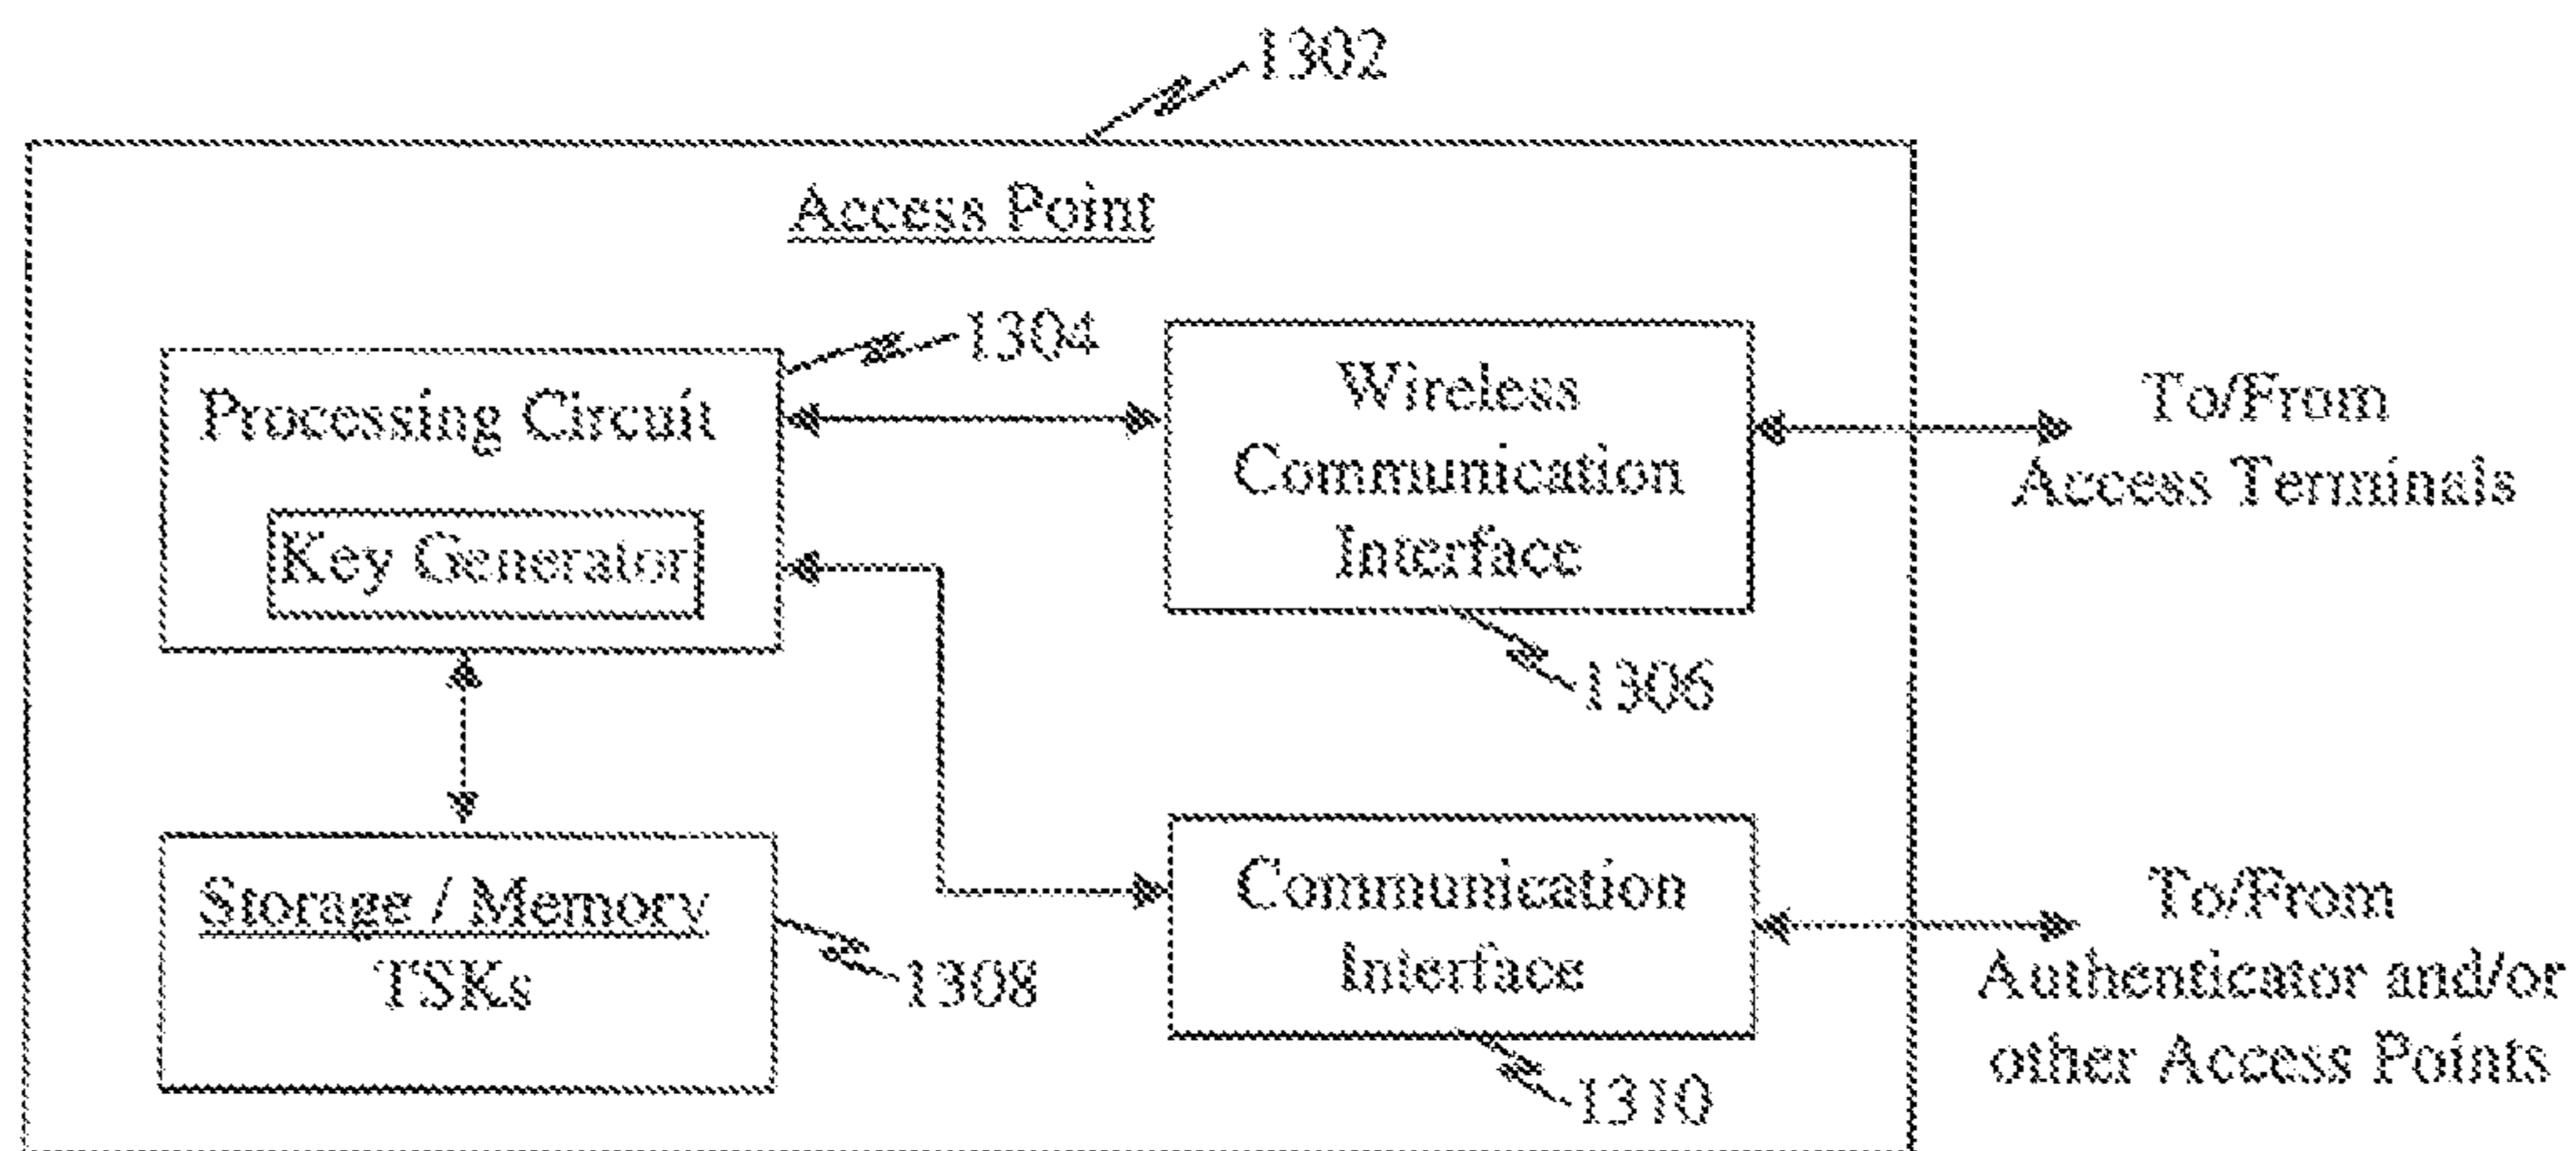 1302
Access Point
1304
Processing Circuit
Key Generator
Wireless
Communication
Interface
1306
To/From
Access Terminals
Storage / Memory
TSKs
1308
Communication
Interface
1310
To/From
Authenticator and/or
other Access Points